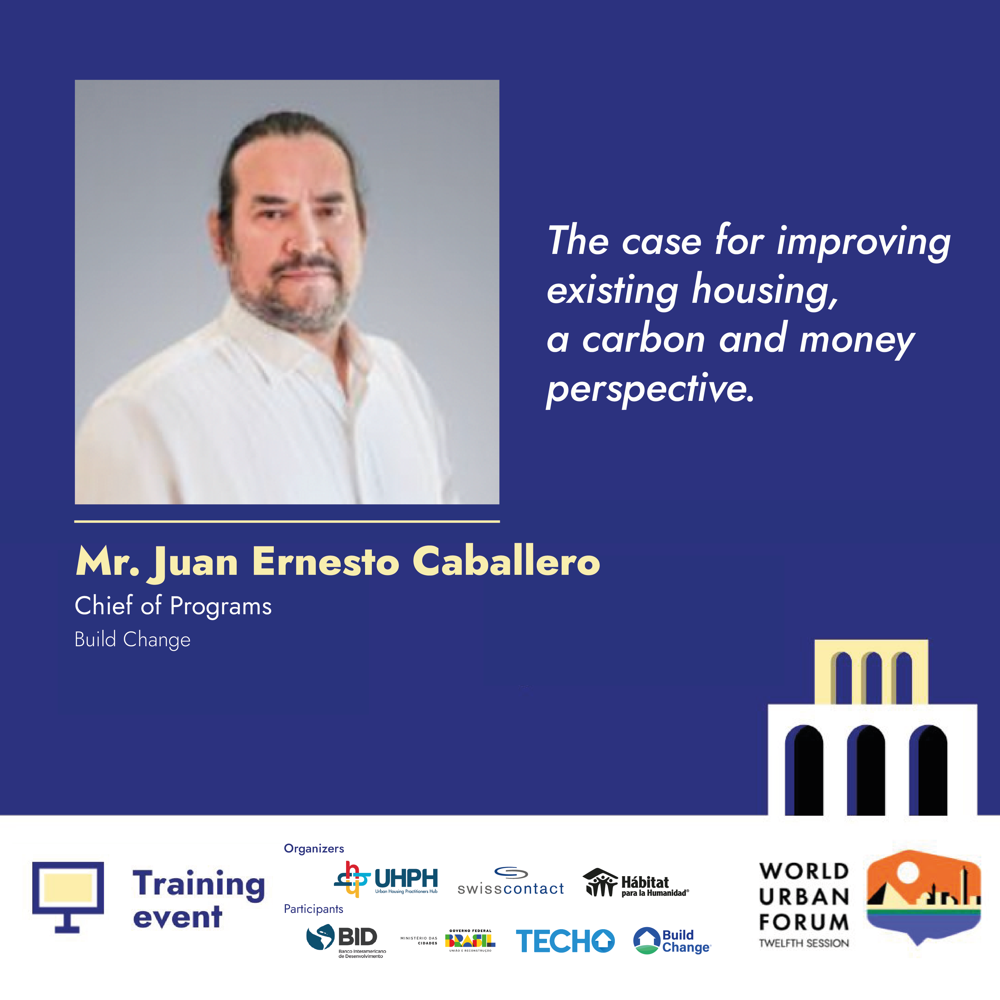 The case for improving
existing housing,
a carbon and money
perspective.
Mr. Juan Ernesto Caballero
Chief of Programs
Build Change
Training
event
Organizers
UHPH
Urban Housing Practitioners Hub
swisscontact
Hábitat
para la Humanidad®
Participants
BID
Banco Interamericano
de Desenvolvimento
MINISTÉRIO DAS
CIDADES
GOVERNO FEDERAL
BRASIL
UNIÃO E RECONSTRUÇÃO
TECHO
Build
Change
WORLD
URBAN
FORUM
TWELFTH SESSION